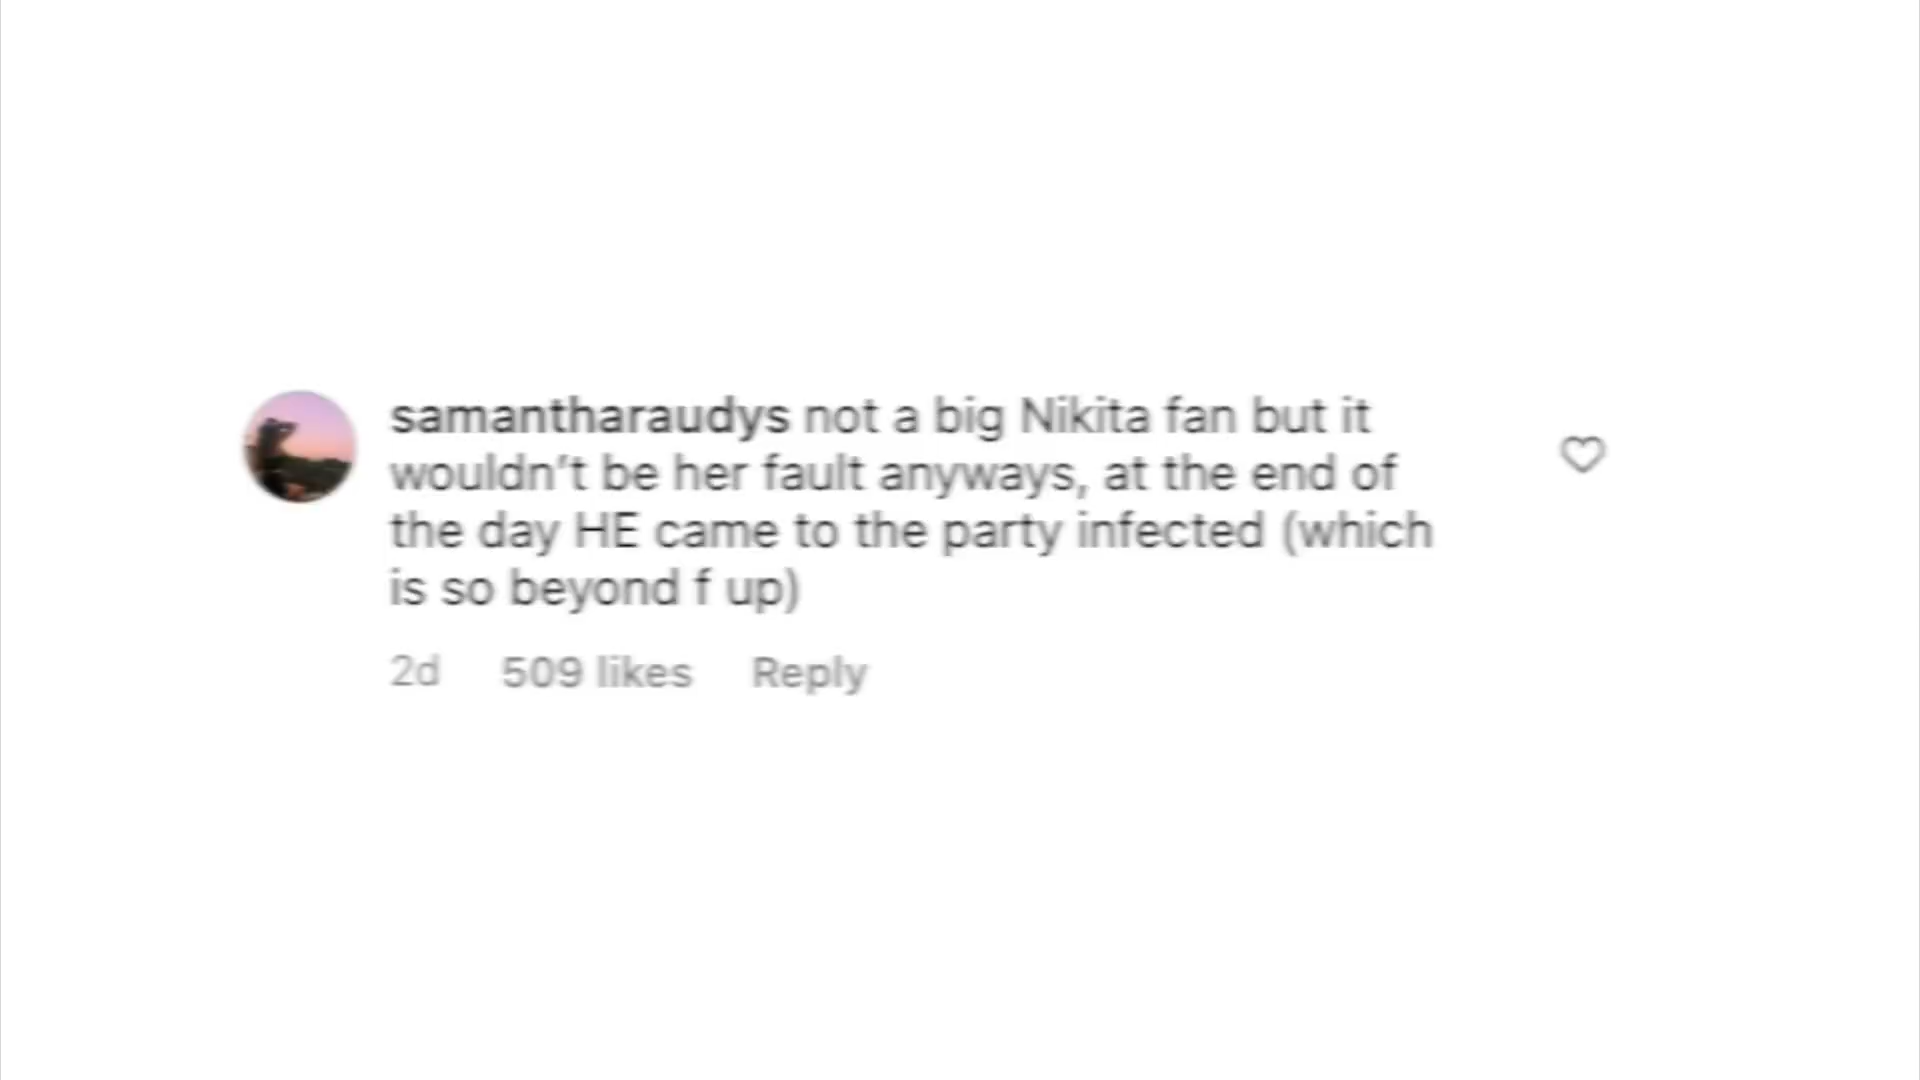 samantharaudys not a big Nikita fan but it
wouldn't be her fault anyways, at the end of
the day HE came to the party infected (which
is so beyond f up)
2d 509 likes Reply